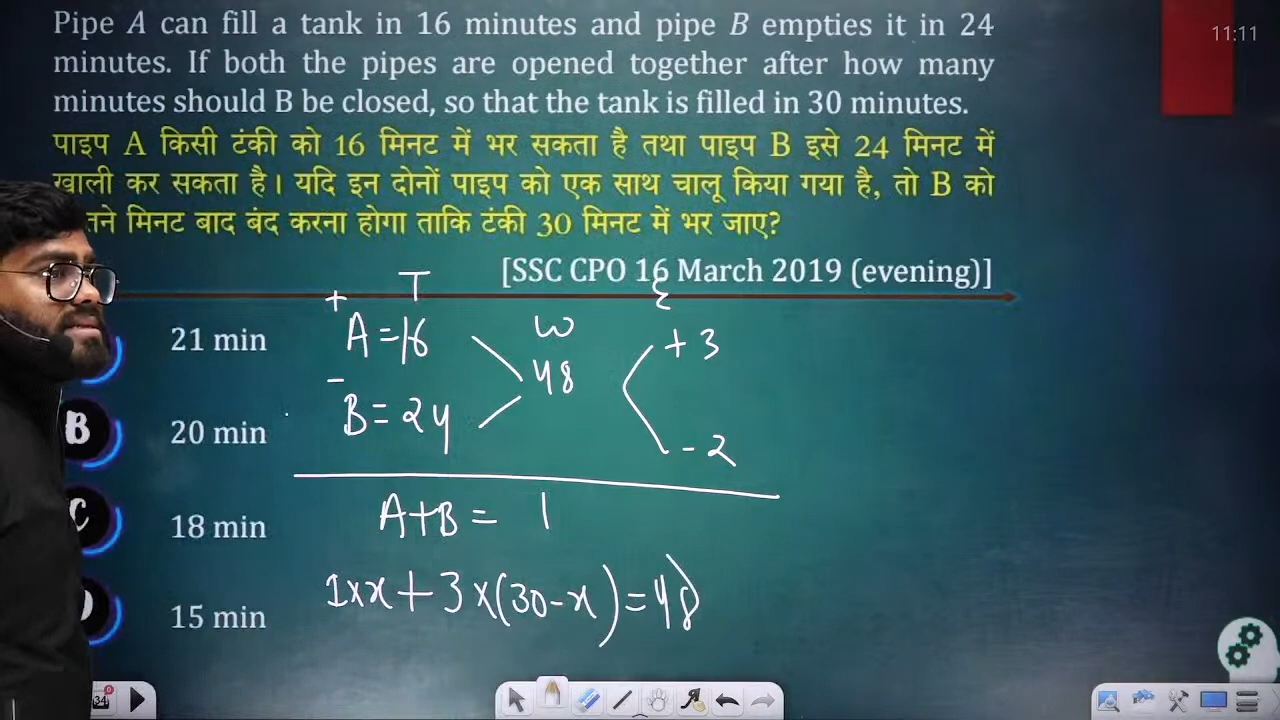 Pipe A can fill a tank in 16 minutes and pipe B empties it in 24
11:11
minutes. If both the pipes are opened together after how many
minutes should B be closed, so that the tank is filled in 30 minutes.
पाइप A किसी टंकी को 16 मिनट में भर सकता है तथा पाइप B इसे 24 मिनट में
खाली कर सकता है। यदि इन दोनों पाइप को एक साथ चालू किया गया है, तो B को
मिनट बाद बंद करना होगा ताकि टंकी 30 मिनट में भर जाए?
[SSC CPO 16 March 2019 (evening)]
T
E
+
A=16
W
48
+3
-
B=24
-2
A+B= 1
1×x+3×(30-x)=48
21 min
B 20 min
C 18 min
D 15 min